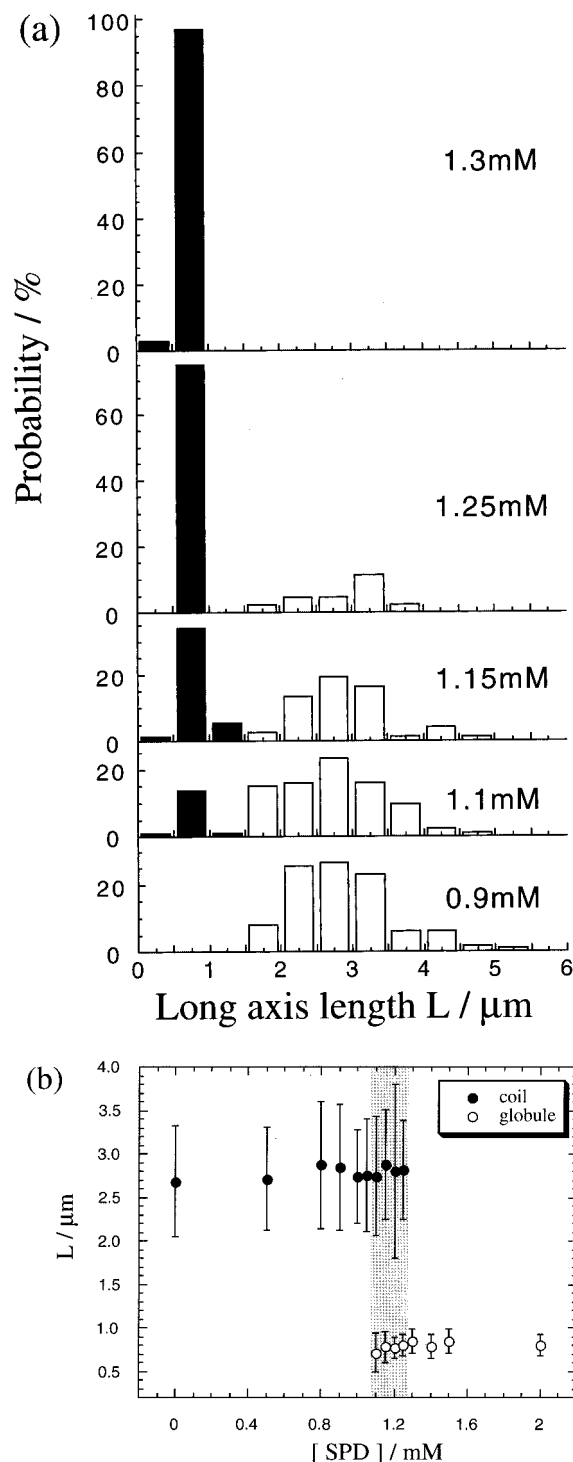 (a)
100
80
60
40
20
0
1.3mM
Probability / %
60
40
20
0
1.25mM
20
0
1.15mM
20
0
1.1mM
20
0
0.9mM
0 1 2 3 4 5 6
Long axis length L / μm
(b)
4.0
3.5
3.0
2.5
2.0
1.5
1.0
0.5
L / μm
coil
globule
0 0.4 0.8 1.2 1.6 2
[ SPD ] / mM